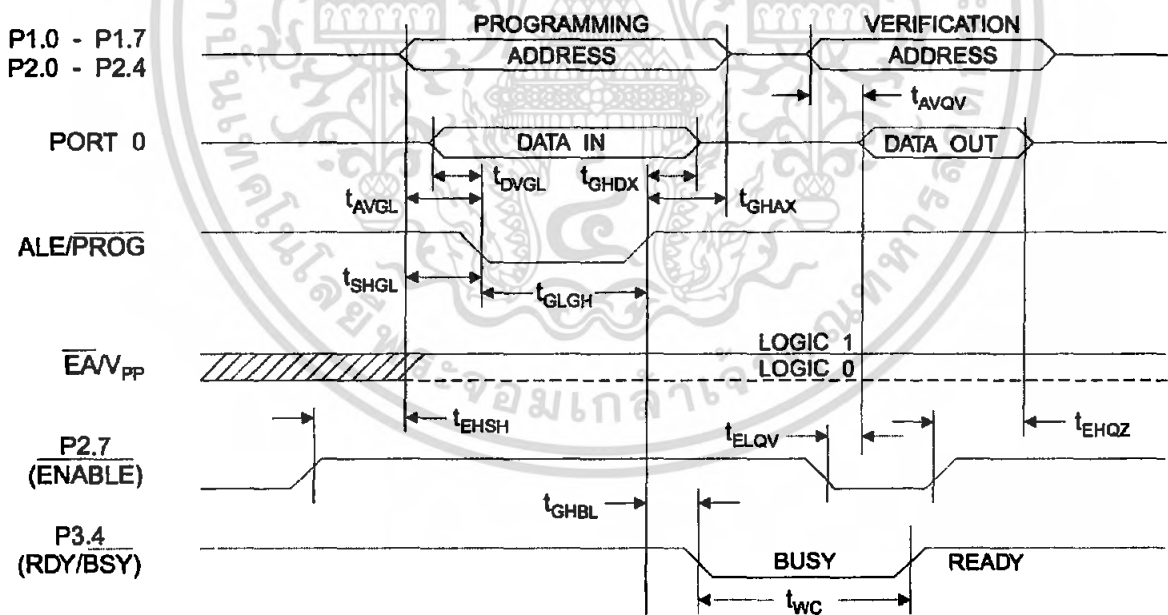 PROGRAMMING
VERIFICATION
P1.0 - P1.7
P2.0 - P2.4
ADDRESS
ADDRESS
tAVQV
PORT 0
DATA IN
DATA OUT
tDVGL
tGHDX
tAVGL
tGHAX
ALE/PROG
tSHGL
tGLGH
LOGIC 1
EA/VPP
LOGIC 0
tEHSH
tELQV
tEHQZ
P2.7
(ENABLE)
tGHBL
P3.4
(RDY/BSY)
BUSY
READY
tWC